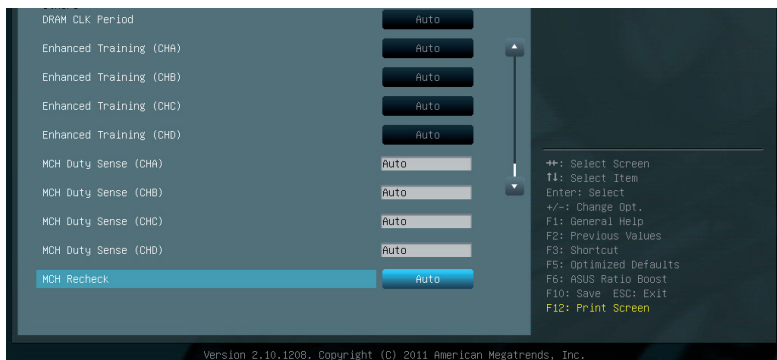 DRAM CLK Period Auto
Enhanced Training (CHA) Auto
Enhanced Training (CHB) Auto
Enhanced Training (CHC) Auto
Enhanced Training (CHD) Auto
MCH Duty Sense (CHA) Auto
MCH Duty Sense (CHB) Auto
MCH Duty Sense (CHC) Auto
MCH Duty Sense (CHD) Auto
MCH Recheck Auto
→←: Select Screen
↑↓: Select Item
Enter: Select
+/-: Change Opt.
F1: General Help
F2: Previous Values
F3: Shortcut
F5: Optimized Defaults
F6: ASUS Ratio Boost
F10: Save ESC: Exit
F12: Print Screen
Version 2.10.1208. Copyright (C) 2011 American Megatrends, Inc.